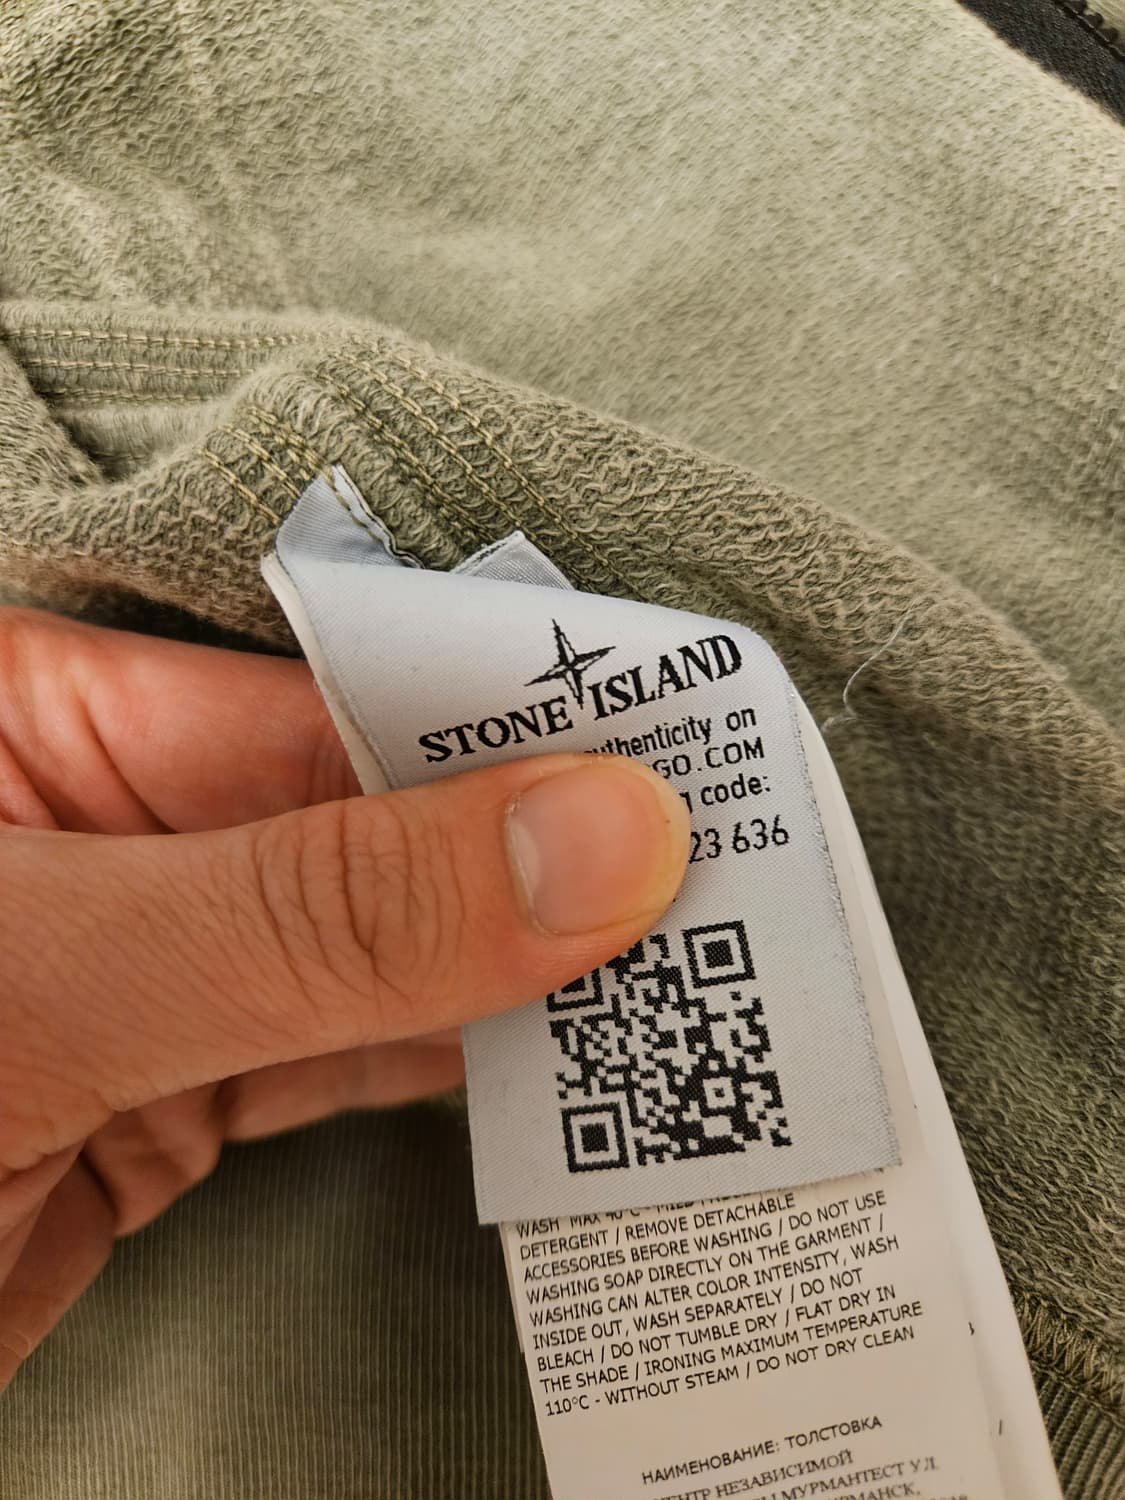 STONE ISLAND
authenticity on
GO.COM
code:
23 636
WASH MAX 40°C - MILD
DETERGENT / REMOVE DETACHABLE
ACCESSORIES BEFORE WASHING / DO NOT USE
WASHING SOAP DIRECTLY ON THE GARMENT /
WASHING CAN ALTER COLOR INTENSITY, WASH
INSIDE OUT, WASH SEPARATELY / DO NOT
BLEACH / DO NOT TUMBLE DRY / FLAT DRY IN
THE SHADE / IRONING MAXIMUM TEMPERATURE
110°C - WITHOUT STEAM / DO NOT DRY CLEAN
НАИМЕНОВАНИЕ: ТОЛСТОВКА
НЕЗАВИСИМОЙ
МУРМАНТЕСТ УЛ.